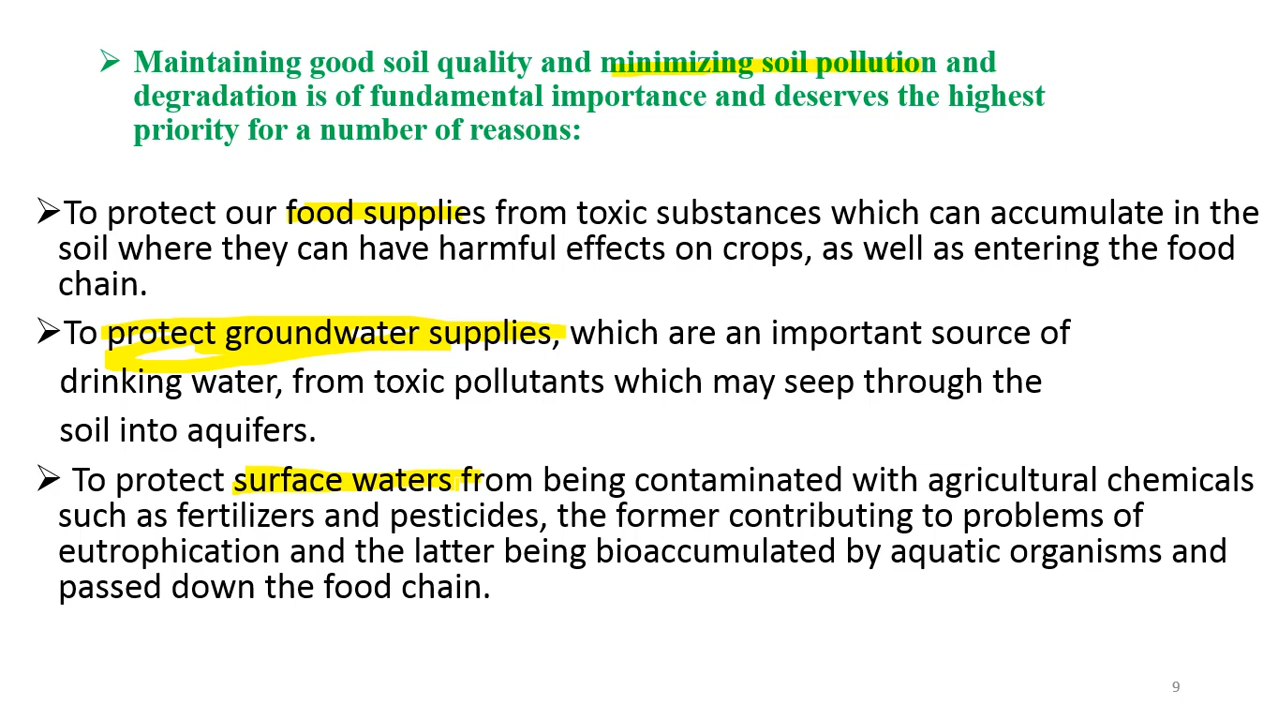 ➢ Maintaining good soil quality and minimizing soil pollution and
degradation is of fundamental importance and deserves the highest
priority for a number of reasons:
➢To protect our food supplies from toxic substances which can accumulate in the
soil where they can have harmful effects on crops, as well as entering the food
chain.
➢To protect groundwater supplies, which are an important source of
drinking water, from toxic pollutants which may seep through the
soil into aquifers.
➢ To protect surface waters from being contaminated with agricultural chemicals
such as fertilizers and pesticides, the former contributing to problems of
eutrophication and the latter being bioaccumulated by aquatic organisms and
passed down the food chain.
9